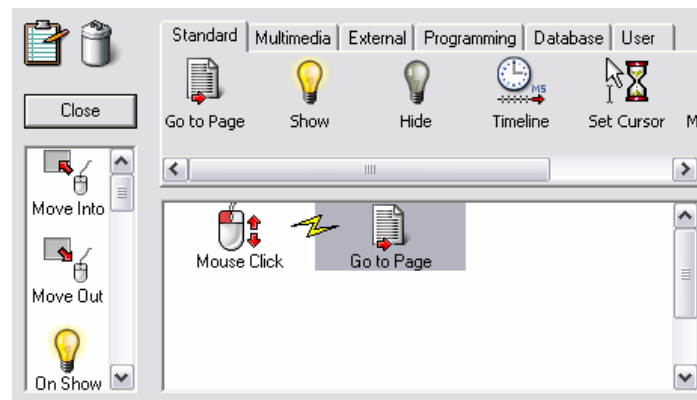 Standard Multimedia External Programming Database User
Close
Go to Page Show Hide Timeline Set Cursor M
MS
Move Into
Move Out
On Show
Mouse Click Go to Page